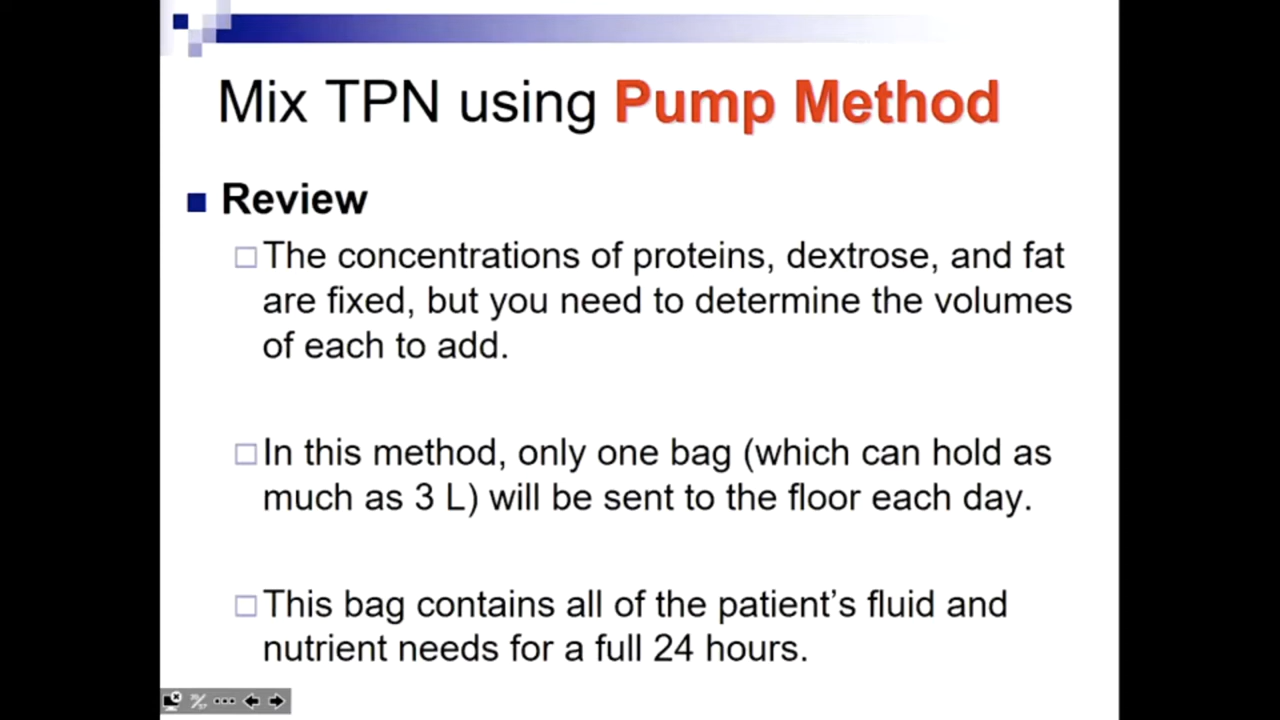 Mix TPN using Pump Method
Review
The concentrations of proteins, dextrose, and fat
are fixed, but you need to determine the volumes
of each to add.
In this method, only one bag (which can hold as
much as 3 L) will be sent to the floor each day.
This bag contains all of the patient’s fluid and
nutrient needs for a full 24 hours.